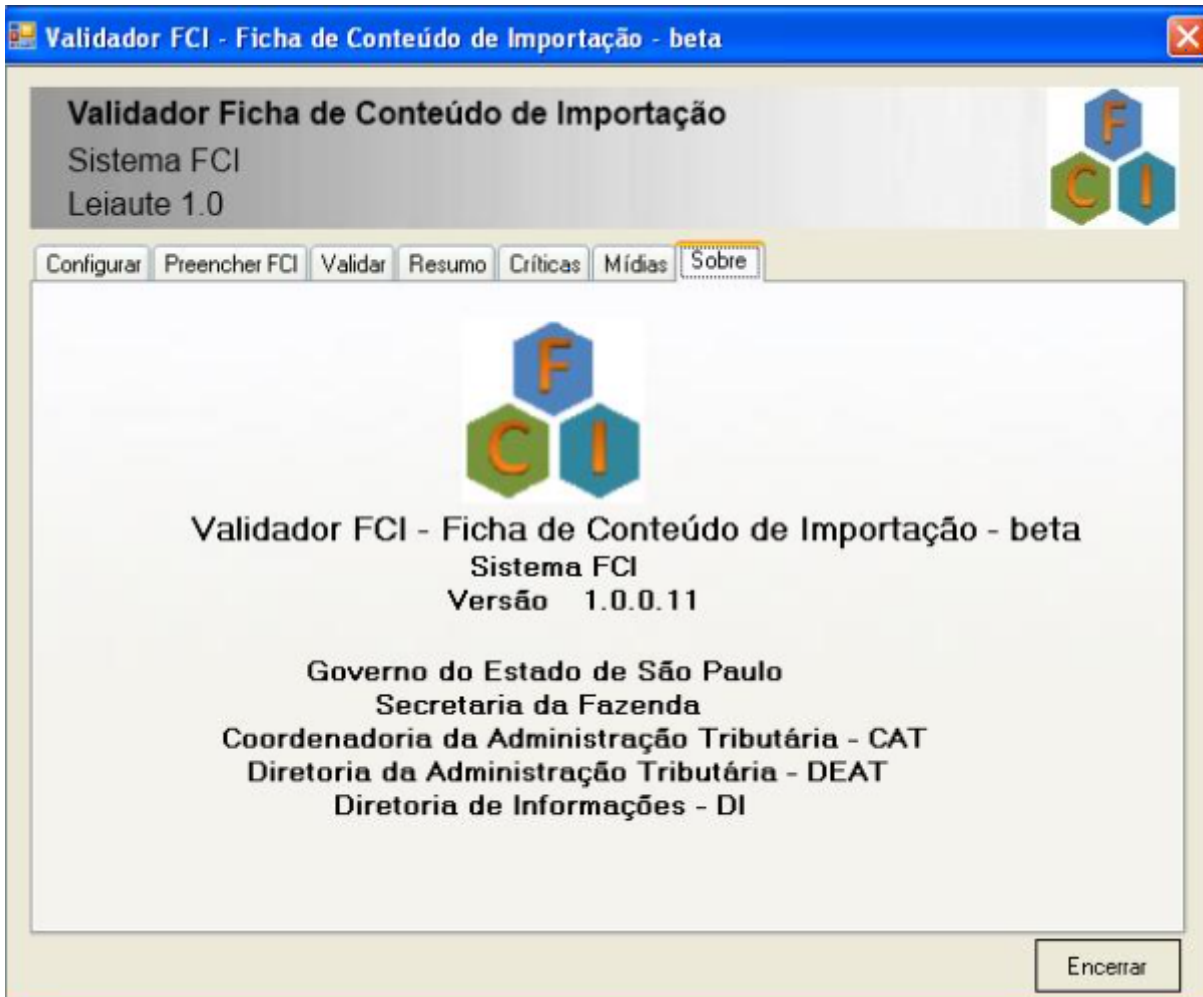 Validador FCI - Ficha de Conteúdo de Importação - beta
Validador Ficha de Conteúdo de Importação
Sistema FCI
Leiaute 1.0
F
C I
Configurar Preencher FCI Validar Resumo Críticas Mídias Sobre
F
C I
Validador FCI - Ficha de Conteúdo de Importação - beta
Sistema FCI
Versão 1.0.0.11
Governo do Estado de São Paulo
Secretaria da Fazenda
Coordenadoria da Administração Tributária - CAT
Diretoria da Administração Tributária - DEAT
Diretoria de Informações - DI
Encerrar